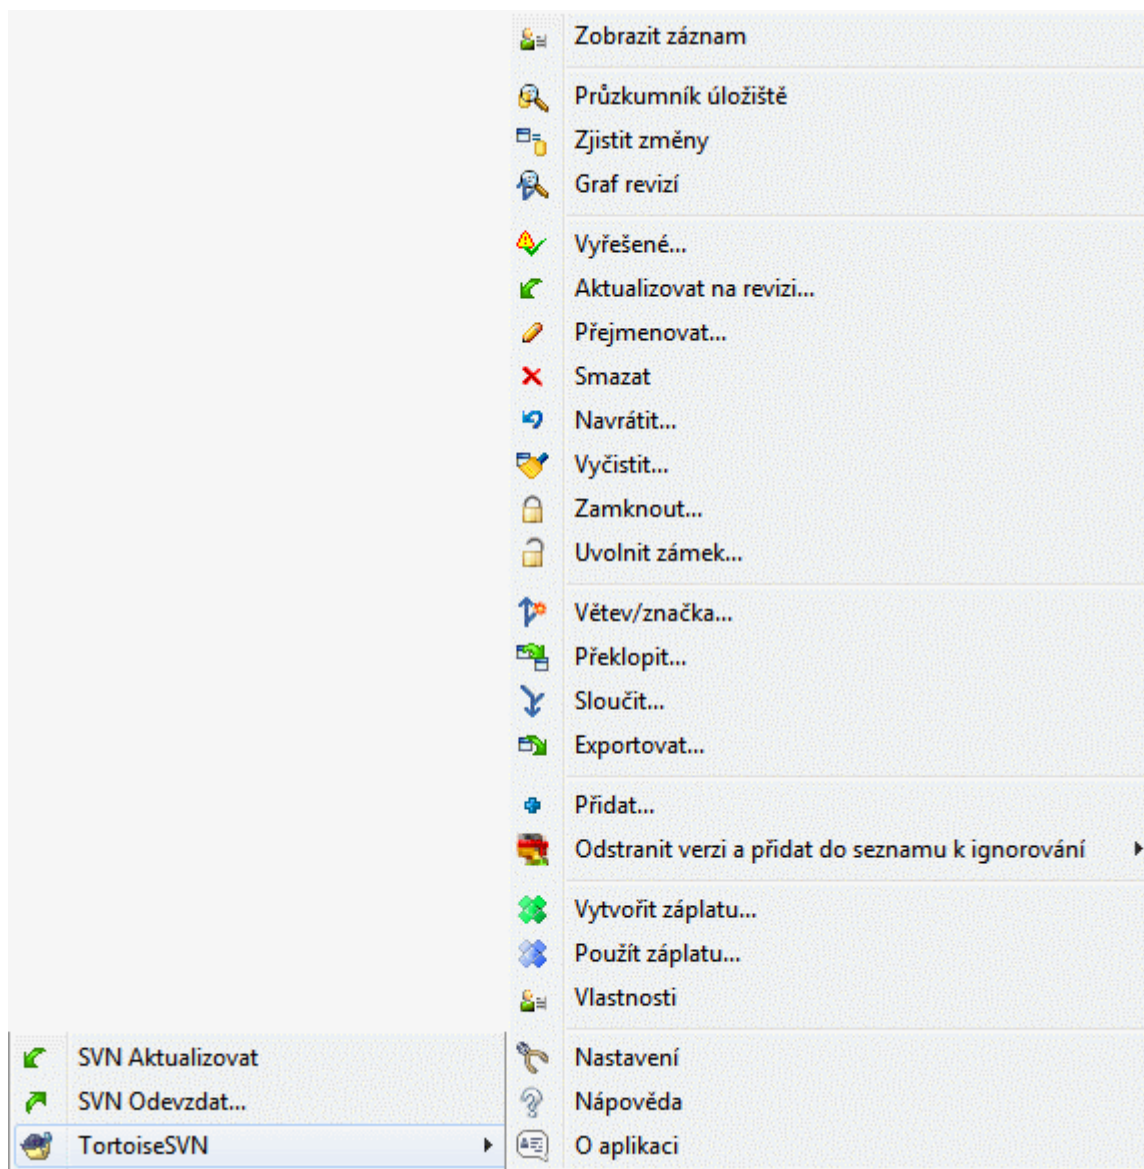 Zobrazit záznam
Průzkumník úložiště
Zjistit změny
Graf revizí
Vyřešené...
Aktualizovat na revizi...
Přejmenovat...
Smazat
Navrátit...
Vyčistit...
Zamknout...
Uvolnit zámek...
Větev/značka...
Překlopit...
Sloučit...
Exportovat...
Přidat...
Odstranit verzi a přidat do seznamu k ignorování
Vytvořit záplatu...
Použít záplatu...
Vlastnosti
SVN Aktualizovat
Nastavení
SVN Odevzdat...
Nápověda
TortoiseSVN
O aplikaci